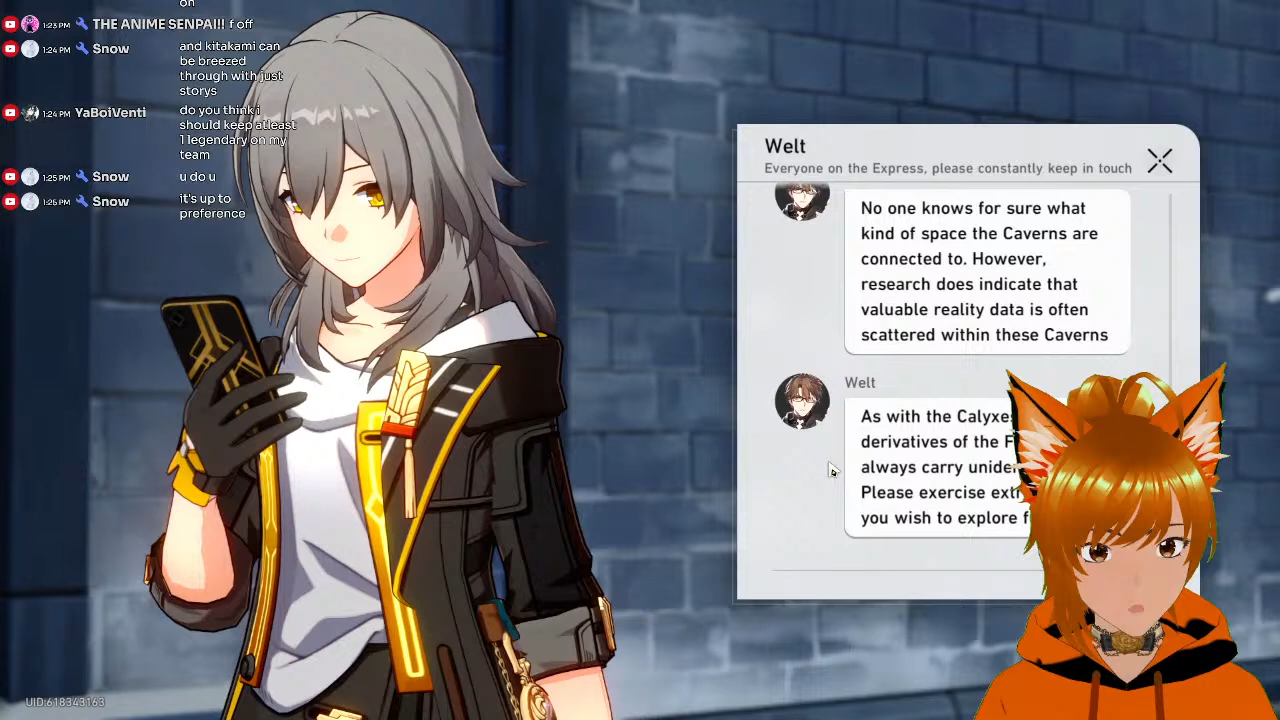 on
1:23 PM THE ANIME SENPAI!! f off
1:24 PM Snow and kitakami can
be breezed
through with just
storys
1:24 PM YaBoiVenti do you think i
should keep atleast
1 legendary on my
team
1:25 PM Snow u do u
1:25 PM Snow it's up to
preference
Welt
Everyone on the Express, please constantly keep in touch
No one knows for sure what
kind of space the Caverns are
connected to. However,
research does indicate that
valuable reality data is often
scattered within these Caverns
Welt
As with the Calyxes
derivatives of the F
always carry uniden
Please exercise extr
you wish to explore f
UID:618343163